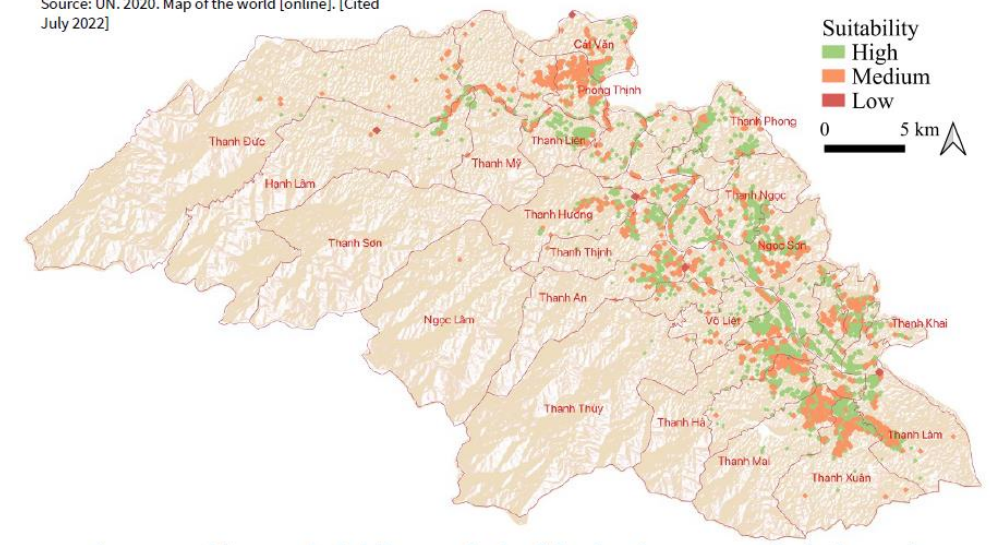 Source: UN. 2020. Map of the world [online]. [Cited
July 2022]
Suitability
High
Medium
Low
0 5 km
Cát Văn
Phong Thịnh
Thanh Phong
Thanh Đức
Thanh Liên
Thanh Mỹ
Hạnh Lâm
Thanh Ngọc
Thanh Hương
Thanh Sơn
Ngọc Sơn
Thanh Thịnh
Thanh An
Ngọc Lâm
Võ Liệt
Thanh Khai
Thanh Thủy
Thanh Hà
Thanh Lâm
Thanh Mai
Thanh Xuân